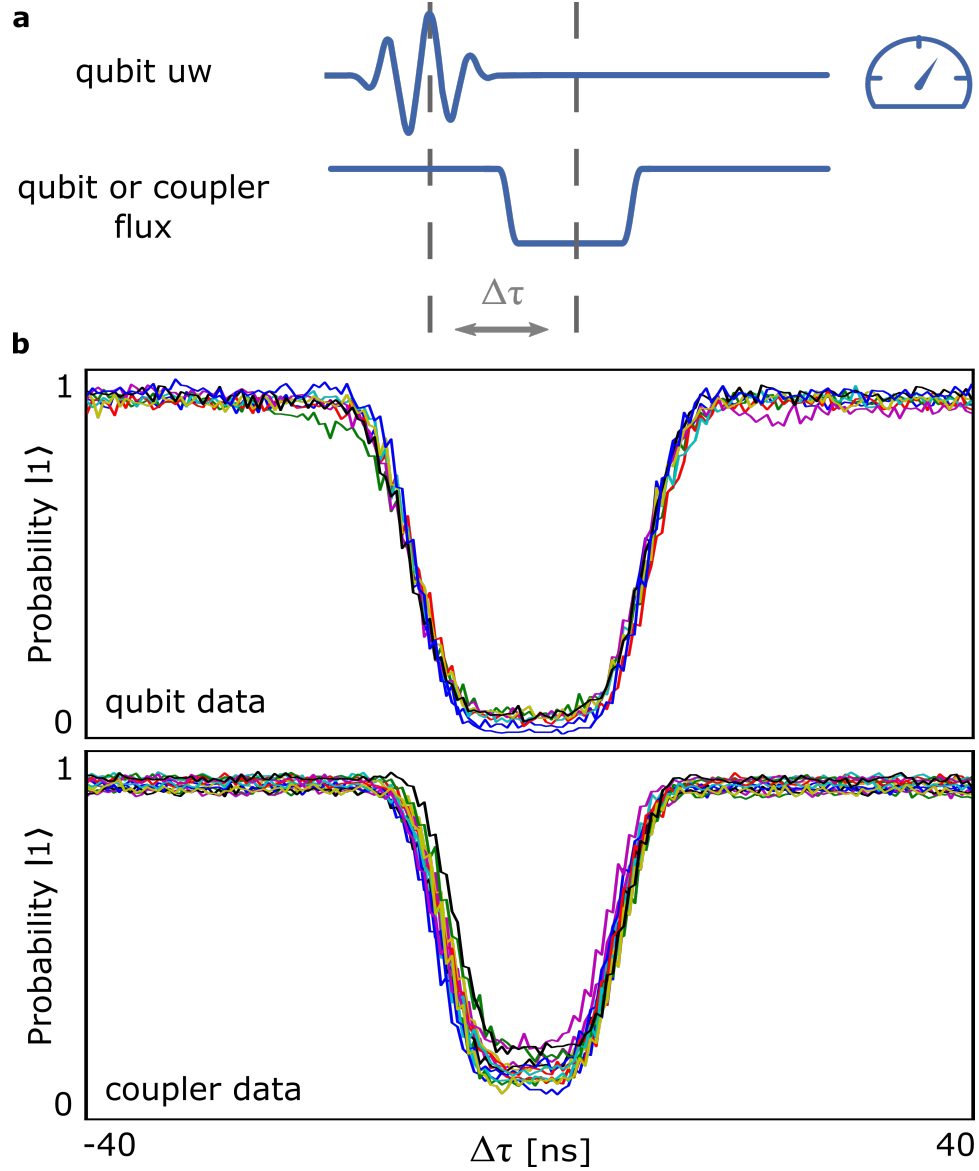 a
qubit uw
qubit or coupler
flux
Δτ
b
1
Probability |1⟩
0
qubit data
1
Probability |1⟩
0
coupler data
-40
Δτ [ns]
40